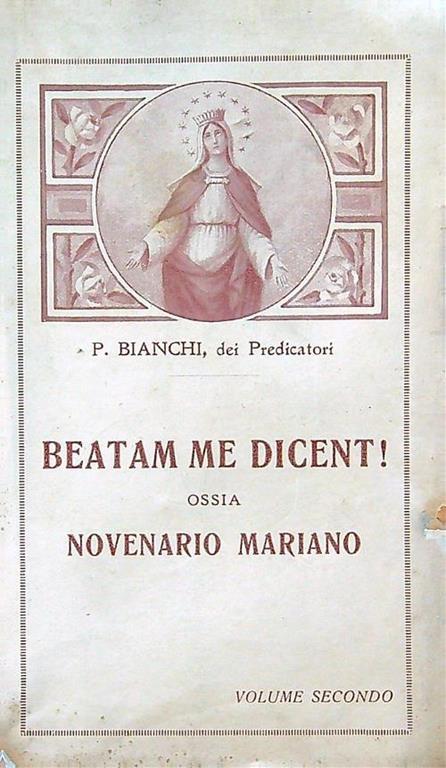 P. BIANCHI, dei Predicatori
BEATAM ME DICENT!
OSSIA
NOVENARIO MARIANO
VOLUME SECONDO